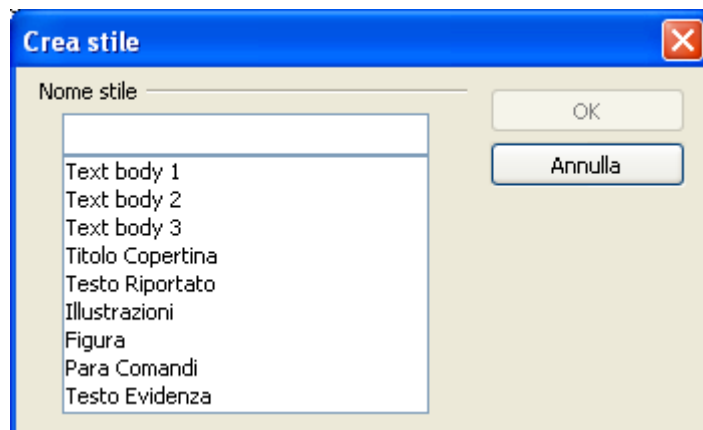 Crea stile
Nome stile
OK
Annulla
Text body 1
Text body 2
Text body 3
Titolo Copertina
Testo Riportato
Illustrazioni
Figura
Para Comandi
Testo Evidenza